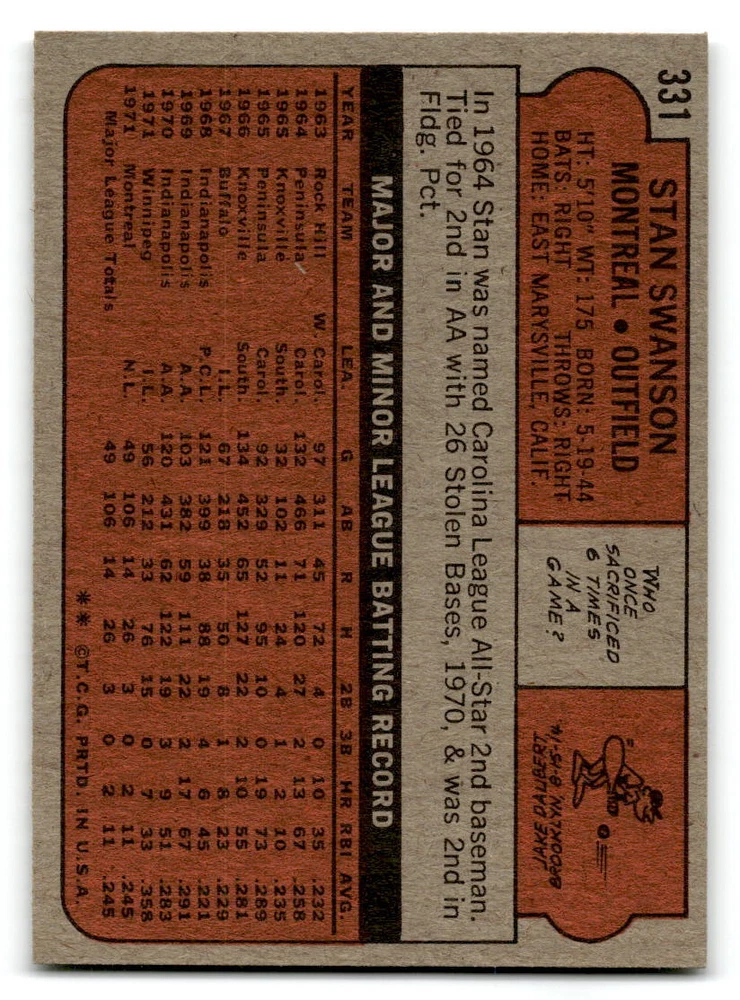 331
STAN SWANSON
MONTREAL • OUTFIELD
HT: 5'10" WT: 175 BORN: 5-19-44
BATS: RIGHT THROWS: RIGHT
HOME: EAST MARYSVILLE, CALIF.
WHO
ONCE
SACRIFICED
6 TIMES
IN A
GAME?
JAKE DAUBERT
BROOKLYN 8-15-14
In 1964 Stan was named Carolina League All-Star 2nd baseman.
Tied for 2nd in AA with 26 Stolen Bases, 1970, & was 2nd in
Fldg. Pct.
MAJOR AND MINOR LEAGUE BATTING RECORD
YEAR TEAM LEA. G AB R H 2B 3B HR RBI AVG.
1963 Rock Hill W. Carol. 97 311 45 72 4 0 10 35 .232
1964 Peninsula Carol. 132 466 71 120 27 2 13 67 .258
1965 Knoxville South. 32 102 11 24 4 1 2 10 .235
1965 Peninsula Carol. 92 329 52 95 10 0 19 73 .289
1966 Knoxville South. 134 452 65 127 22 2 10 55 .281
1967 Buffalo I.L. 67 218 35 50 8 1 8 23 .229
1968 Indianapolis P.C.L. 121 399 38 88 19 4 6 45 .221
1969 Indianapolis A.A. 103 382 59 111 22 2 17 67 .291
1970 Indianapolis A.A. 120 431 62 122 19 3 9 51 .283
1971 Winnipeg I.L. 56 212 33 76 15 0 7 33 .358
1971 Montreal N.L. 49 106 14 26 3 0 2 11 .245
Major League Totals 49 106 14 26 3 0 2 11 .245
** ©T.C.G. PRTD. IN U.S.A.